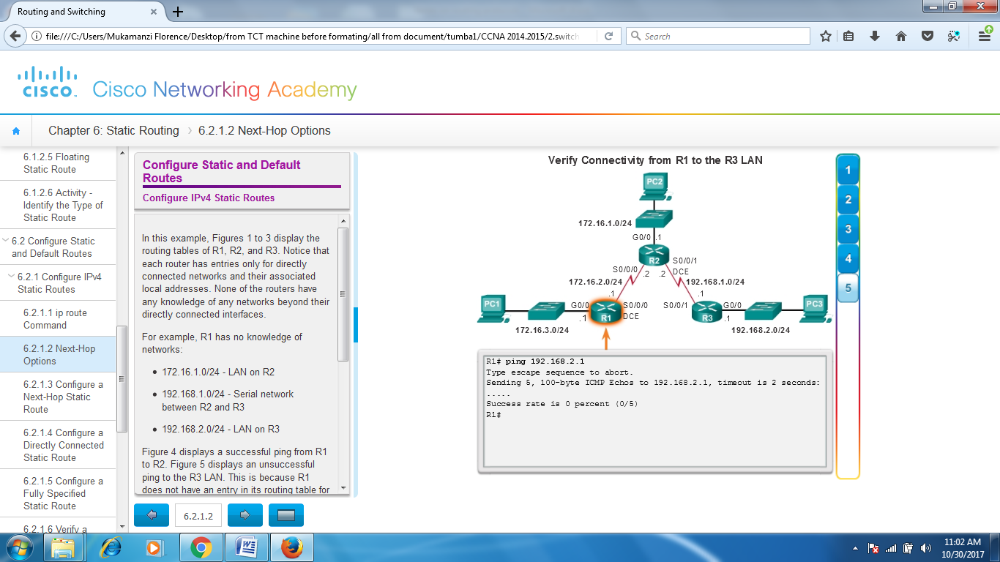 Routing and Switching
file:///C:/Users/Mukamanzi Florence/Desktop/from TCT machine before formating/all from document/tumba1/CCNA 2014.2015/2.switch
Search
CISCO Cisco Networking Academy
Chapter 6: Static Routing
6.2.1.2 Next-Hop Options
6.1.2.5 Floating
Static Route
6.1.2.6 Activity -
Identify the Type of
Static Route
6.2 Configure Static
and Default Routes
6.2.1 Configure IPv4
Static Routes
6.2.1.1 ip route
Command
6.2.1.2 Next-Hop
Options
6.2.1.3 Configure a
Next-Hop Static
Route
6.2.1.4 Configure a
Directly Connected
Static Route
6.2.1.5 Configure a
Fully Specified
Static Route
6.2.1.6 Verify a
Configure Static and Default
Routes
Configure IPv4 Static Routes
In this example, Figures 1 to 3 display the
routing tables of R1, R2, and R3. Notice that
each router has entries only for directly
connected networks and their associated
local addresses. None of the routers have
any knowledge of any networks beyond their
directly connected interfaces.
For example, R1 has no knowledge of
networks:
172.16.1.0/24 - LAN on R2
192.168.1.0/24 - Serial network
between R2 and R3
192.168.2.0/24 - LAN on R3
Figure 4 displays a successful ping from R1
to R2. Figure 5 displays an unsuccessful
ping to the R3 LAN. This is because R1
does not have an entry in its routing table for
6.2.1.2
Verify Connectivity from R1 to the R3 LAN
PC2
172.16.1.0/24
G0/0 .1
R2
S0/0/1
DCE
S0/0/0 .2 .2
172.16.2.0/24
192.168.1.0/24
.1 .1
PC1
G0/0
S0/0/0
S0/0/1
G0/0
PC3
.1 R1 DCE
R3 .1
172.16.3.0/24
192.168.2.0/24
1
2
3
4
5
R1# ping 192.168.2.1
Type escape sequence to abort.
Sending 5, 100-byte ICMP Echos to 192.168.2.1, timeout is 2 seconds:
.....
Success rate is 0 percent (0/5)
R1#
11:02 AM
10/30/2017